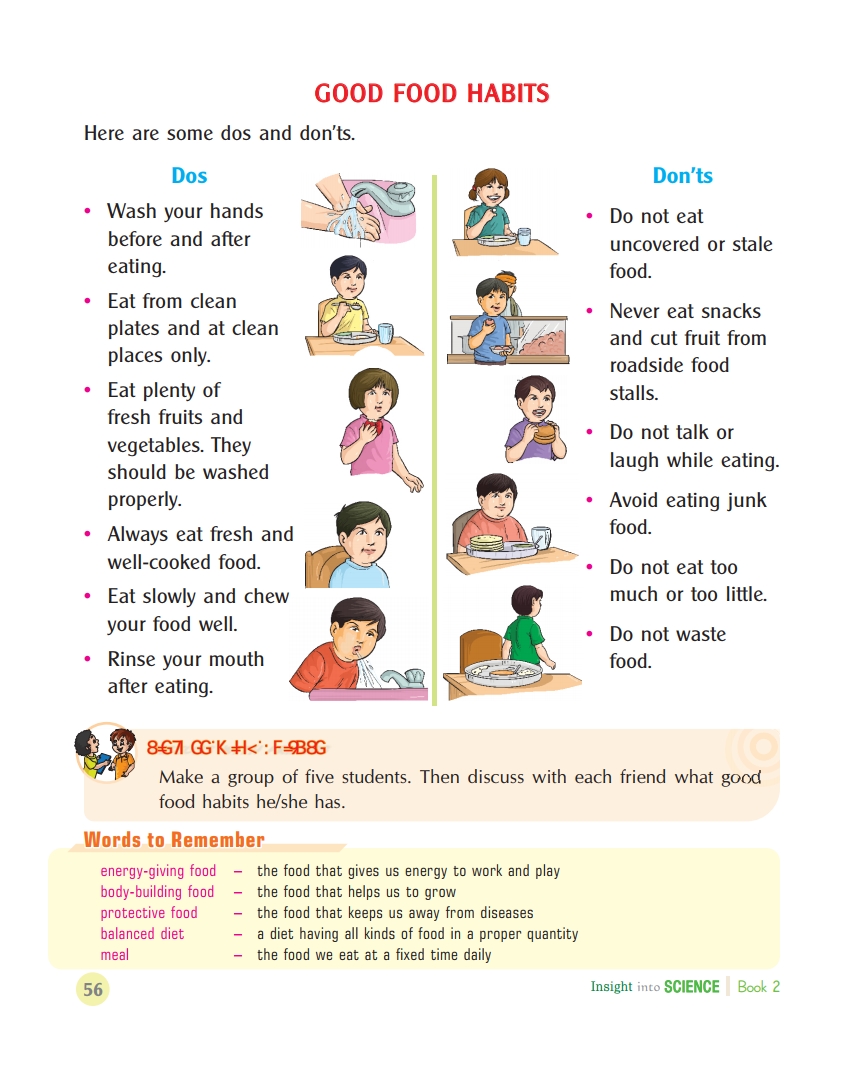 GOOD FOOD HABITS
Here are some dos and don'ts.
Dos
• Wash your hands
before and after
eating.
• Eat from clean
plates and at clean
places only.
• Eat plenty of
fresh fruits and
vegetables. They
should be washed
properly.
• Always eat fresh and
well-cooked food.
• Eat slowly and chew
your food well.
• Rinse your mouth
after eating.
Don'ts
• Do not eat
uncovered or stale
food.
• Never eat snacks
and cut fruit from
roadside food
stalls.
• Do not talk or
laugh while eating.
• Avoid eating junk
food.
• Do not eat too
much or too little.
• Do not waste
food.
Make a group of five students. Then discuss with each friend what good
food habits he/she has.
Words to Remember
energy-giving food – the food that gives us energy to work and play
body-building food – the food that helps us to grow
protective food – the food that keeps us away from diseases
balanced diet – a diet having all kinds of food in a proper quantity
meal – the food we eat at a fixed time daily
56
Insight into SCIENCE Book 2